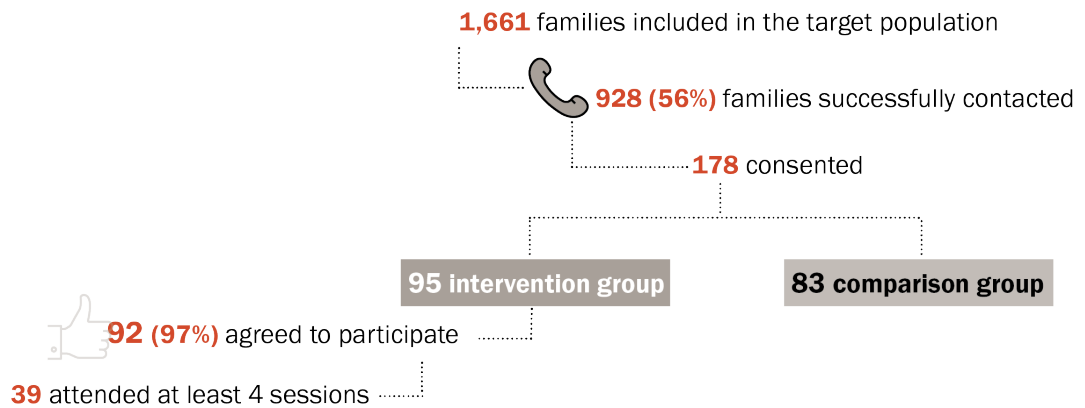 1,661 families included in the target population
928 (56%) families successfully contacted
178 consented
95 intervention group
83 comparison group
92 (97%) agreed to participate
39 attended at least 4 sessions